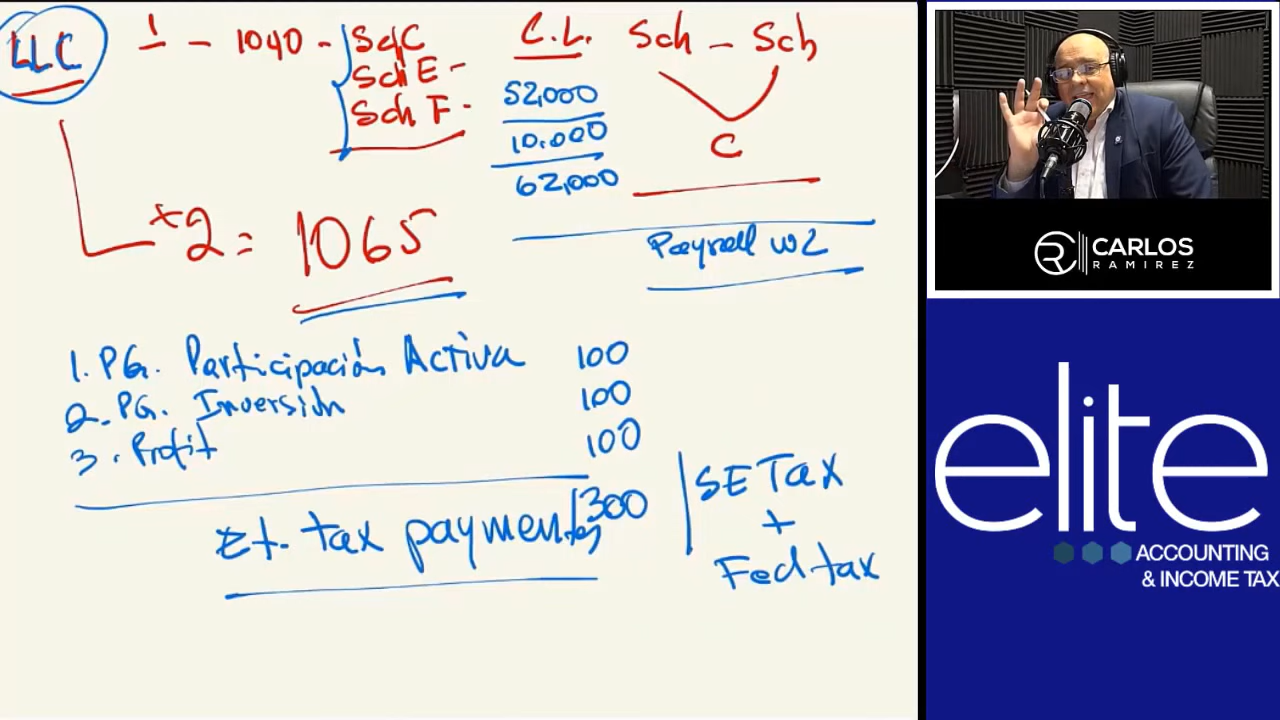 LLC
1 - 1040 - Sch C
Sch E -
Sch F -
C.L.
52,000
10.000
62,000
Sch - Sch
C
Payroll W2
+2 = 1065
1. PG. Participación Activa 100
2. PG. Inversión 100
3. Profit 100
300
Et. tax payments
SE Tax
+
Fed tax
CARLOS
RAMIREZ
elite
ACCOUNTING
& INCOME TAX